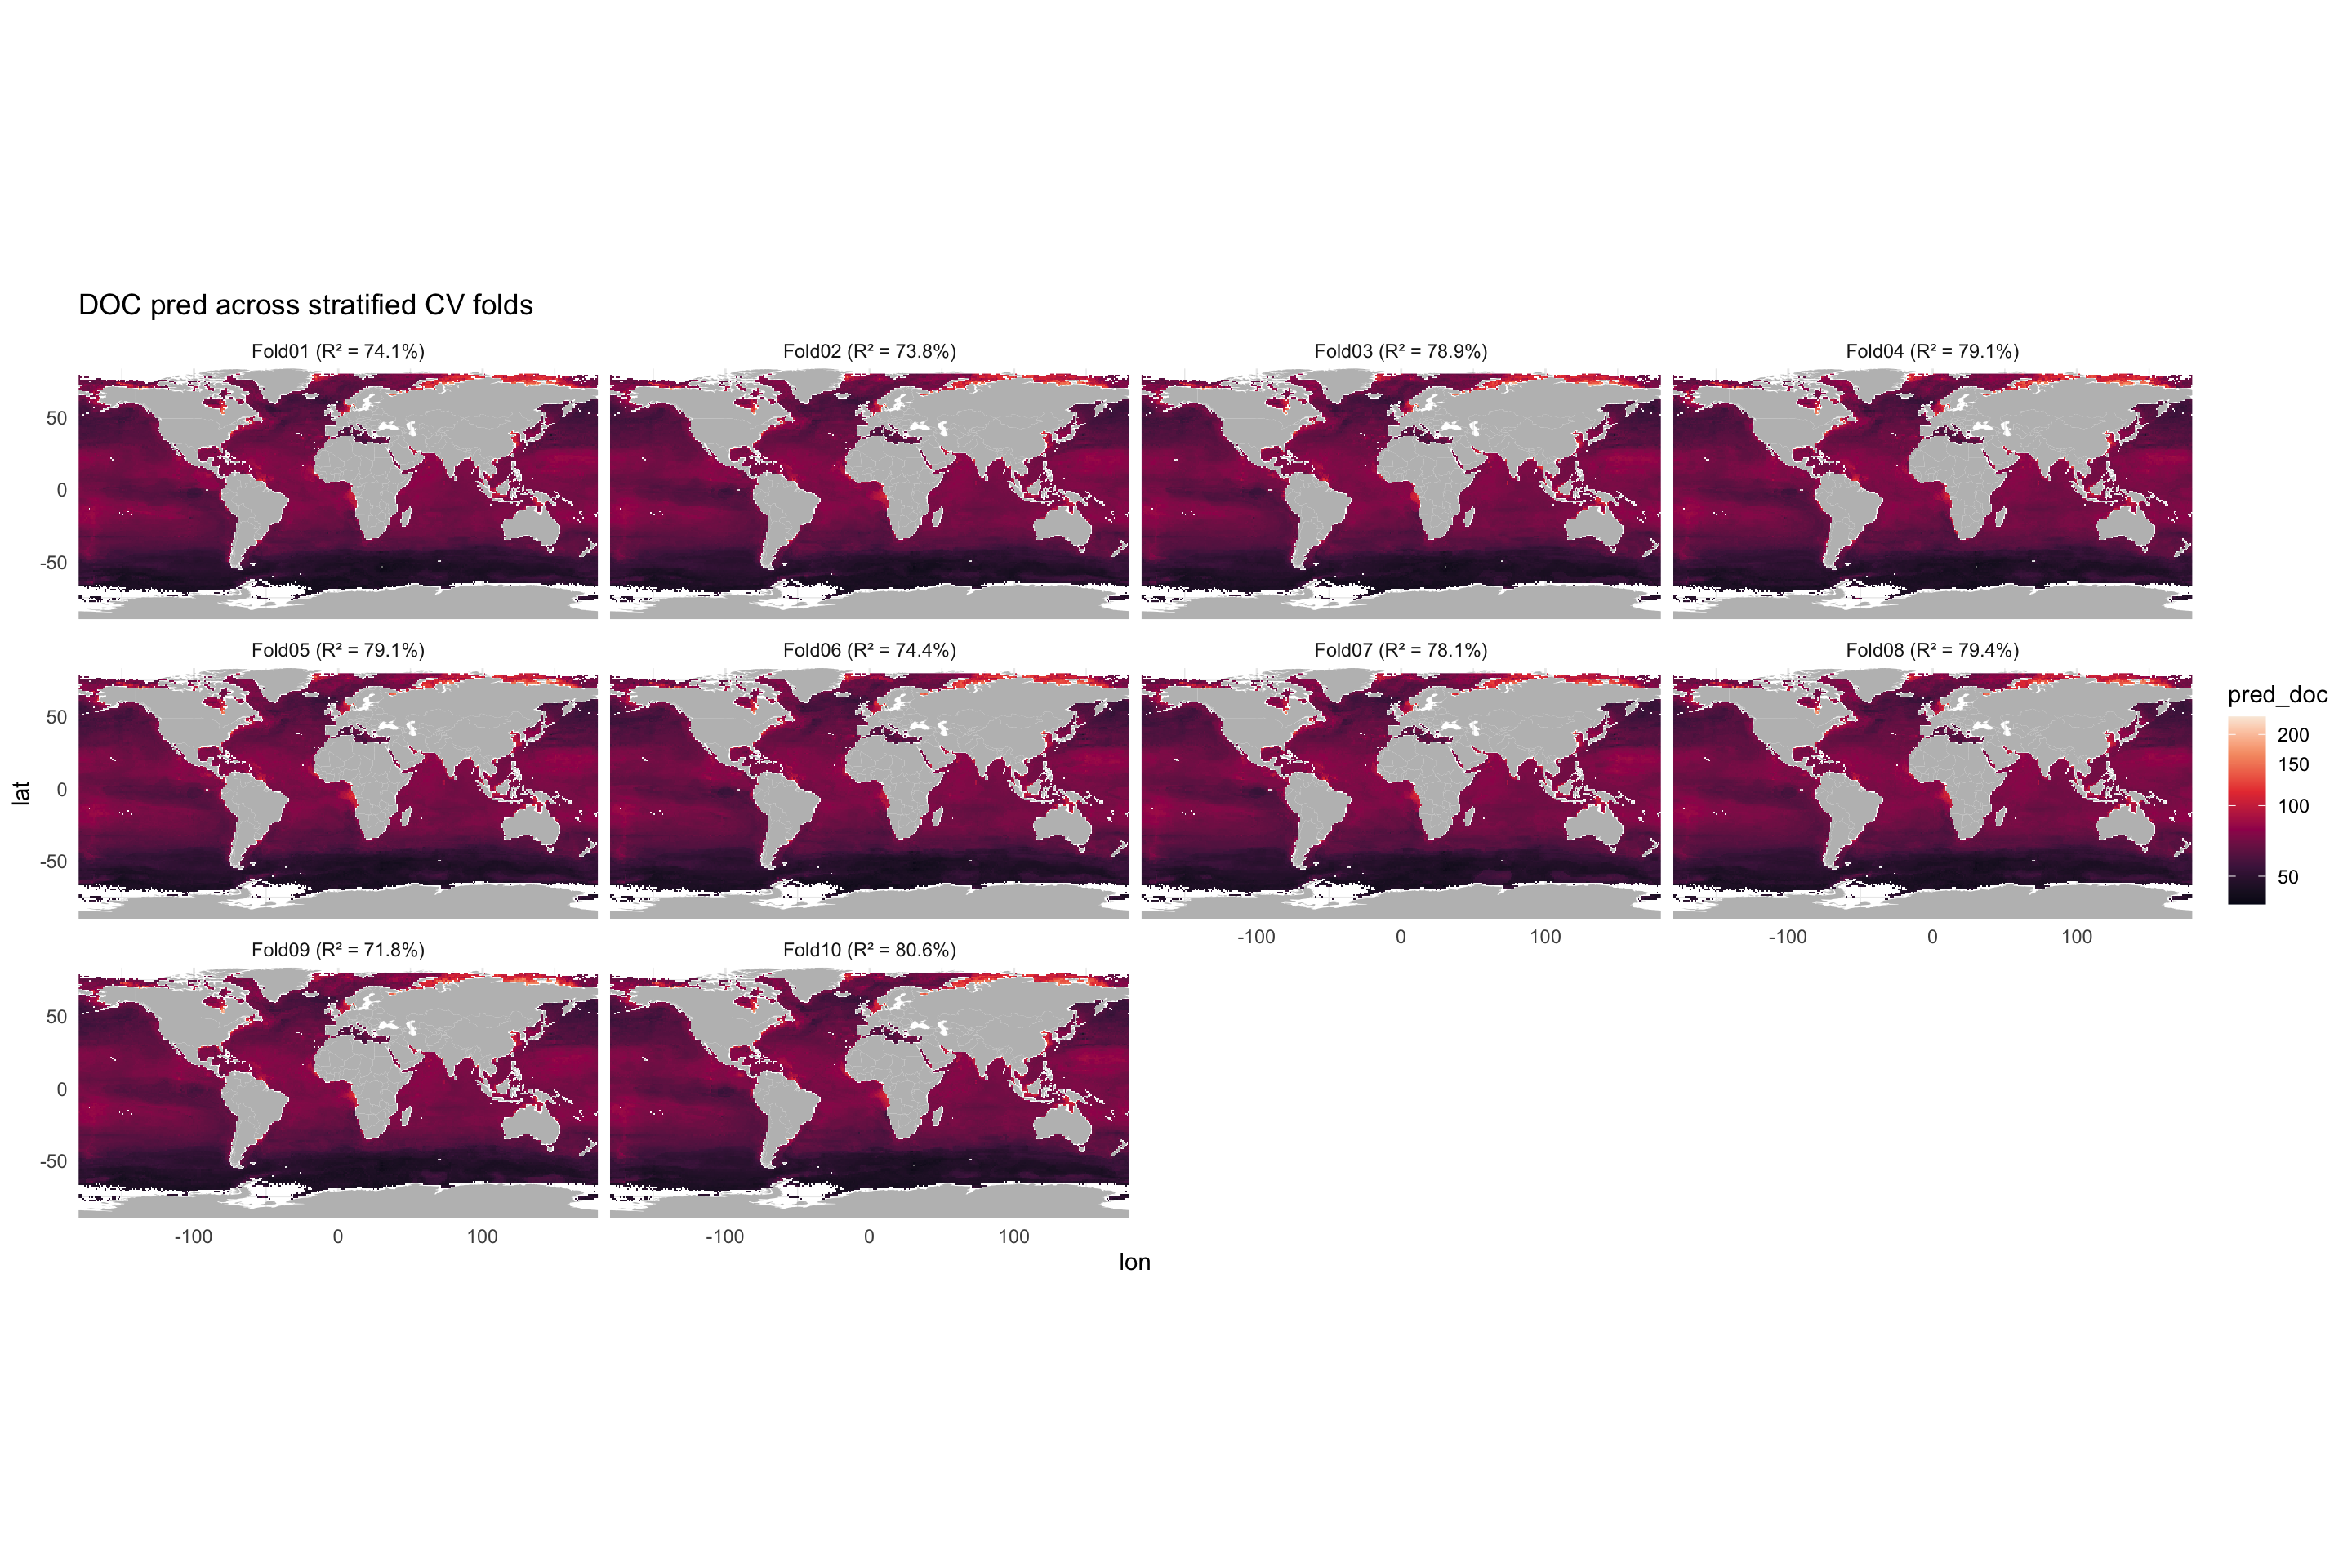 DOC pred across stratified CV folds
Fold01 (R² = 74.1%)
Fold02 (R² = 73.8%)
Fold03 (R² = 78.9%)
Fold04 (R² = 79.1%)
50
0
-50
Fold05 (R² = 79.1%)
Fold06 (R² = 74.4%)
Fold07 (R² = 78.1%)
Fold08 (R² = 79.4%)
50
0
-50
-100 0 100
-100 0 100
Fold09 (R² = 71.8%)
Fold10 (R² = 80.6%)
50
0
-50
-100 0 100
-100 0 100
lon
lat
pred_doc
200
150
100
50